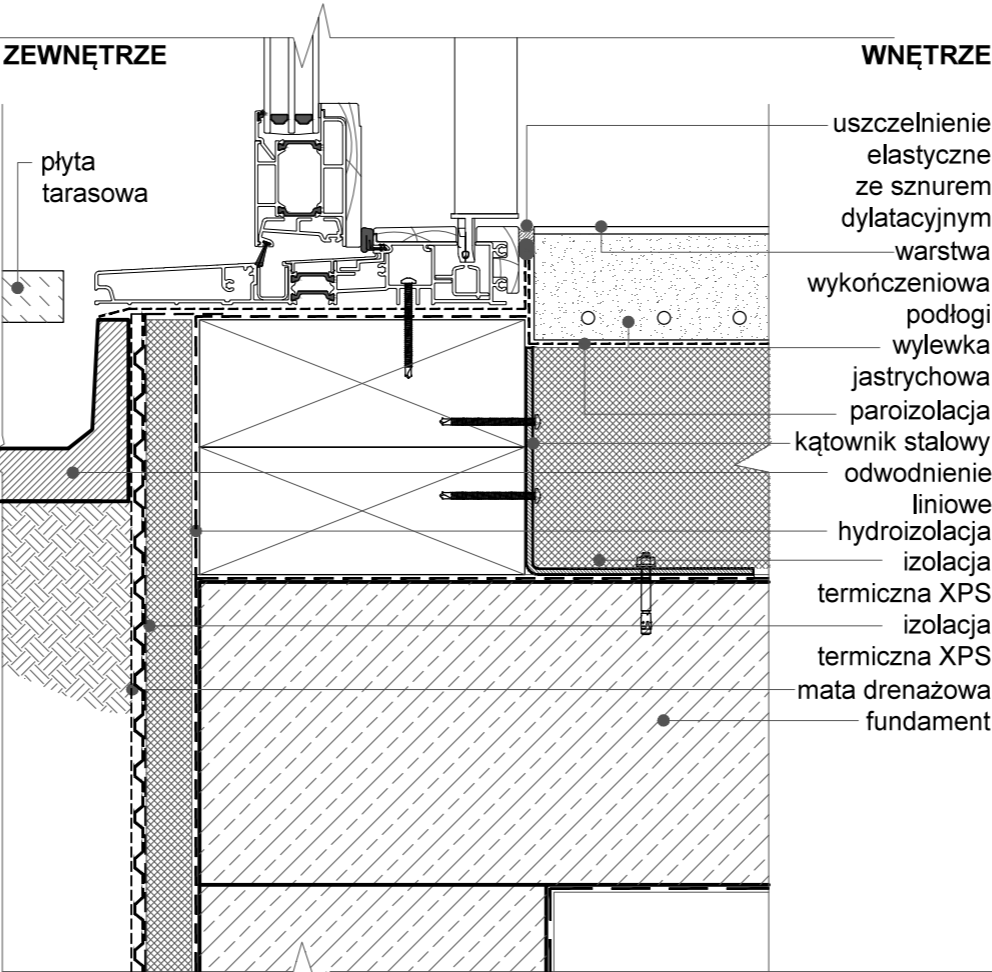 ZEWNĘTRZE
WNĘTRZE
płyta
tarasowa
uszczelnienie
elastyczne
ze sznurem
dylatacyjnym
warstwa
wykończeniowa
podłogi
wylewka
jastrychowa
paroizolacja
kątownik stalowy
odwodnienie
liniowe
hydroizolacja
izolacja
termiczna XPS
izolacja
termiczna XPS
mata drenażowa
fundament